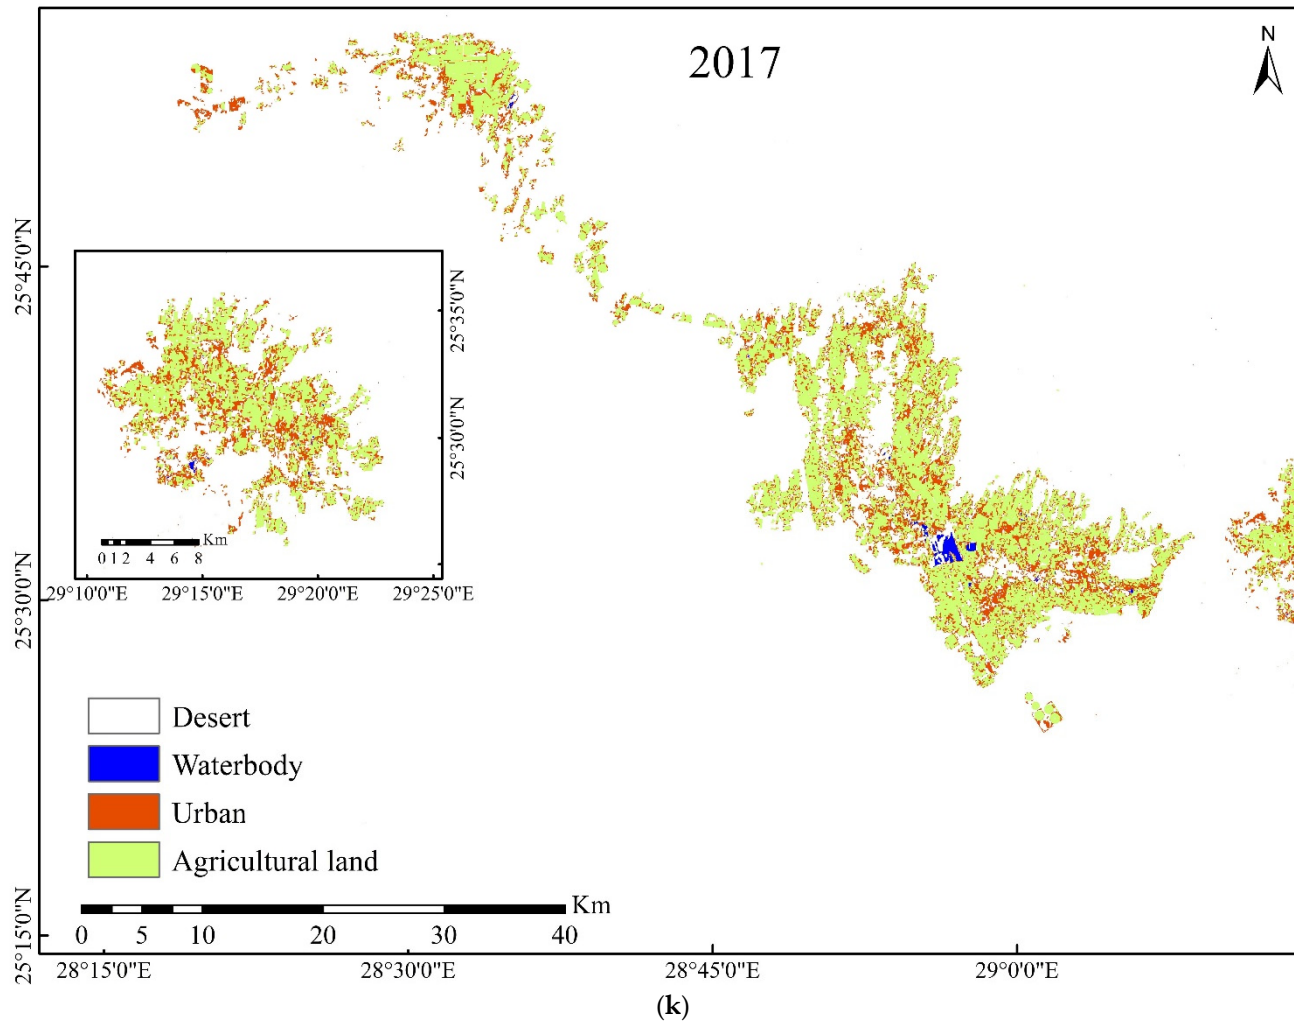 2017
N
25°45'0"N
25°30'0"N
25°15'0"N
25°35'0"N
25°30'0"N
0 1 2 4 6 8 Km
29°10'0"E 29°15'0"E 29°20'0"E 29°25'0"E
Desert
Waterbody
Urban
Agricultural land
Km
0 5 10 20 30 40
28°15'0"E 28°30'0"E 28°45'0"E 29°0'0"E
(k)